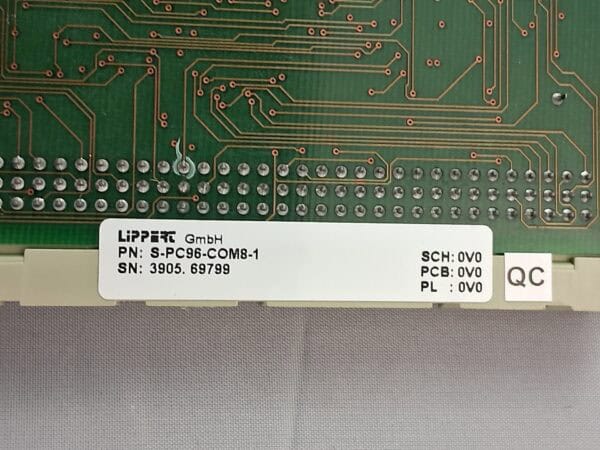 LiPPERT GmbH
PN: S-PC96-COM8-1
SN: 3905. 69799
SCH: 0V0
PCB: 0V0
PL : 0V0
QC